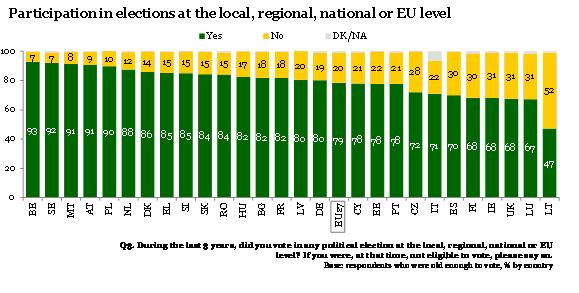 Participation in elections at the local, regional, national or EU level
Yes No DK/NA
100
80
60
40
20
0
7 7 8 9 10 12 14 15 15 15 15 17 18 18 20 19 20 21 22 21 28 22 30 30 31 31 31 52
93 92 91 91 90 88 86 85 85 84 84 82 82 82 80 80 79 78 78 78 72 71 70 68 68 68 67 47
BE SE MT AT PL NL DK EL SI SK RO HU BG FR LV DE EU27 CY EE PT CZ IT ES FI IE UK LU LT
Q3. During the last 3 years, did you vote in any political election at the local, regional, national or EU
level? If you were, at that time, not eligible to vote, please say so.
Base: respondents who were old enough to vote, % by country